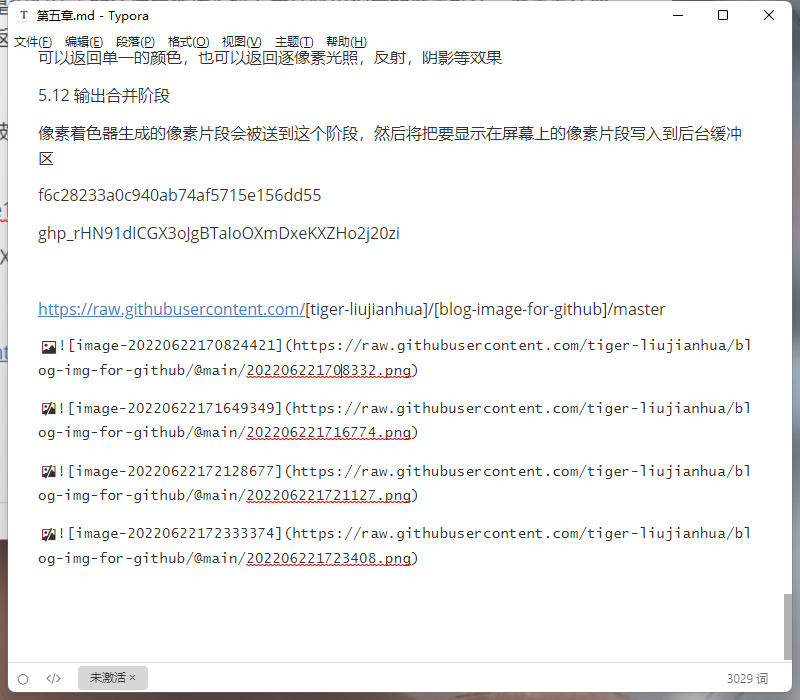 第五章.md - Typora
文件(F) 编辑(E) 段落(P) 格式(O) 视图(V) 主题(T) 帮助(H)
可以返回单一的颜色，也可以返回逐像素光照，反射，阴影等效果
5.12 输出合并阶段
像素着色器生成的像素片段会被送到这个阶段，然后将把要显示在屏幕上的像素片段写入到后台缓冲
区
f6c28233a0c940ab74af5715e156dd55
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
https://raw.githubusercontent.com/[tiger-liujianhua]/[blog-image-for-github]/master
![image-20220622170824421](https://raw.githubusercontent.com/tiger-liujianhua/bl
og-img-for-github/@main/202206221708332.png)
![image-20220622171649349](https://raw.githubusercontent.com/tiger-liujianhua/bl
og-img-for-github/@main/202206221716774.png)
![image-20220622172128677](https://raw.githubusercontent.com/tiger-liujianhua/bl
og-img-for-github/@main/202206221721127.png)
![image-20220622172333374](https://raw.githubusercontent.com/tiger-liujianhua/bl
og-img-for-github/@main/202206221723408.png)
未激活 ×
3029 词